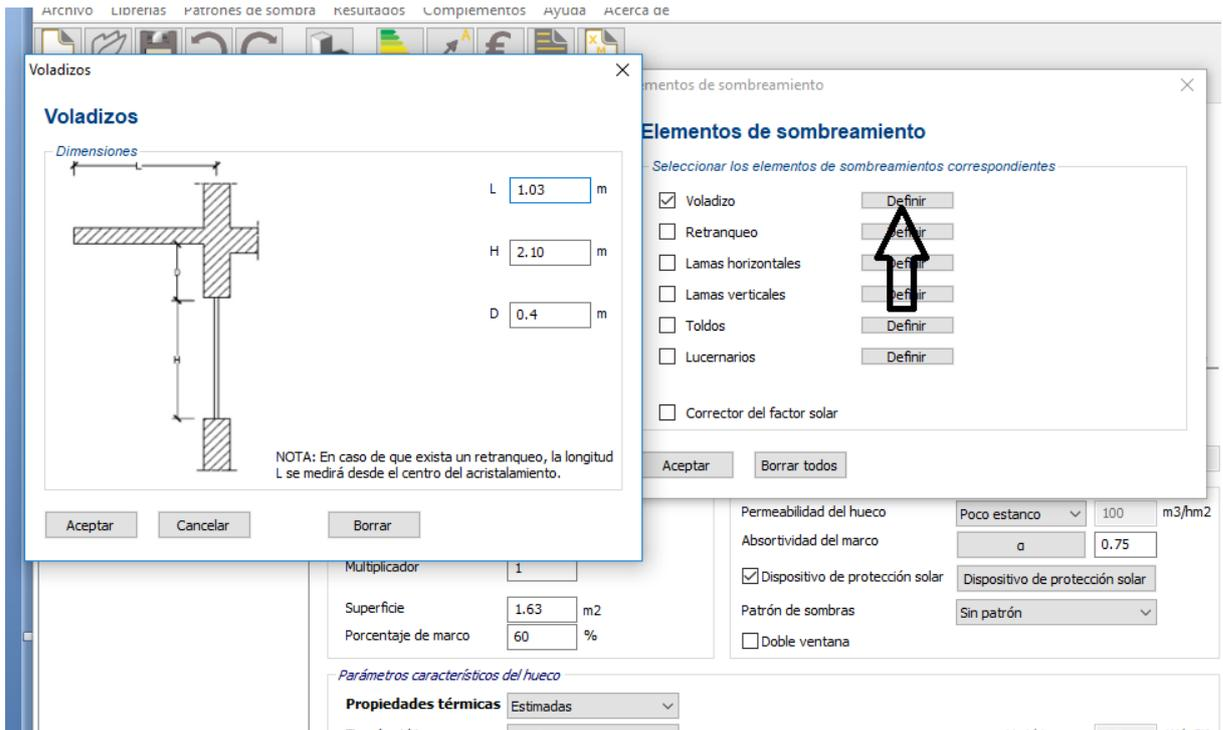 Archivo Librerías Patrones de sombra Resultados Complementos Ayuda Acerca de
Voladizos
Voladizos
Dimensiones
L
L 1.03 m
H 2.10 m
D
D 0.4 m
H
NOTA: En caso de que exista un retranqueo, la longitud
L se medirá desde el centro del acristalamiento.
Aceptar Cancelar Borrar
sombreamiento
Elementos de sombreamiento
Seleccionar los elementos de sombreamientos correspondientes
Voladizo Definir
Retranqueo Definir
Lamas horizontales Definir
Lamas verticales Definir
Toldos Definir
Lucernarios Definir
Corrector del factor solar
Aceptar Borrar todos
Multiplicador 1
Superficie 1.63 m2
Porcentaje de marco 60 %
Permeabilidad del hueco Poco estanco 100 m3/hm2
Absortividad del marco α 0.75
Dispositivo de protección solar Dispositivo de protección solar
Patrón de sombras Sin patrón
Doble ventana
Parámetros característicos del hueco
Propiedades térmicas Estimadas